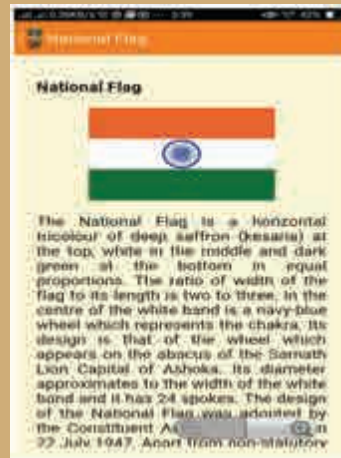 National Flag
National Flag
The National Flag is a horizontal
tricolour of deep saffron (kesaria) at
the top, white in the middle and dark
green at the bottom in equal
proportions. The ratio of width of the
flag to its length is two to three. In the
centre of the white band is a navy-blue
wheel which represents the chakra. Its
design is that of the wheel which
appears on the abacus of the Sarnath
Lion Capital of Ashoka. Its diameter
approximates to the width of the white
band and it has 24 spokes. The design
of the National Flag was adopted by
the Constituent n
22 July 1947. Apart from non-statutory